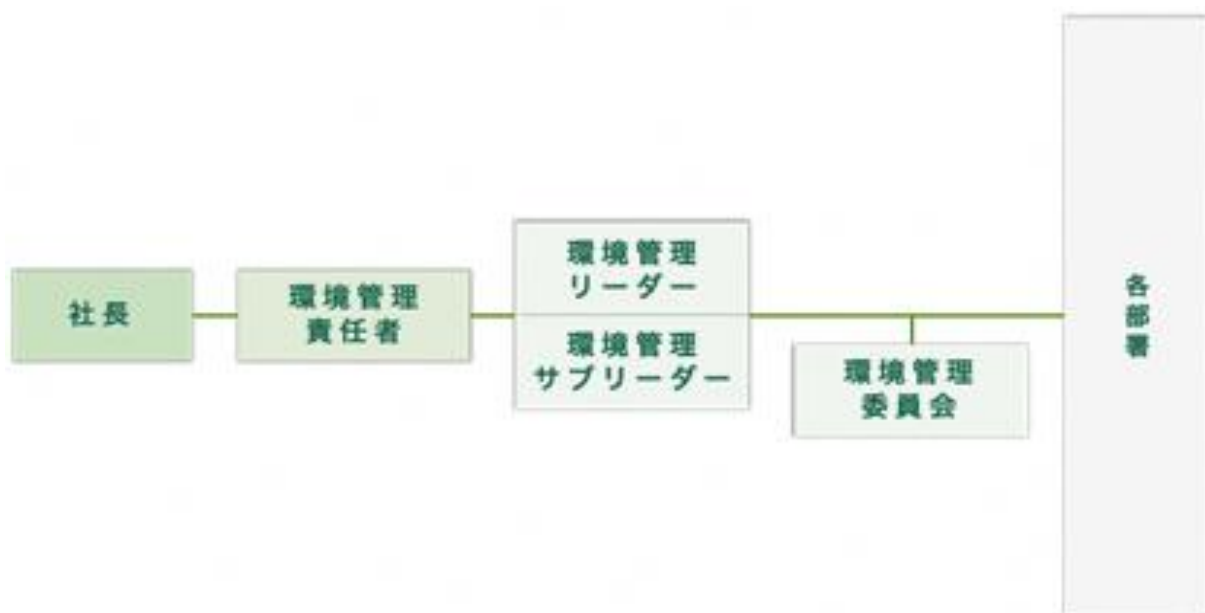 社長
環境管理
責任者
環境管理
リーダー
環境管理
サブリーダー
環境管理
委員会
各部署